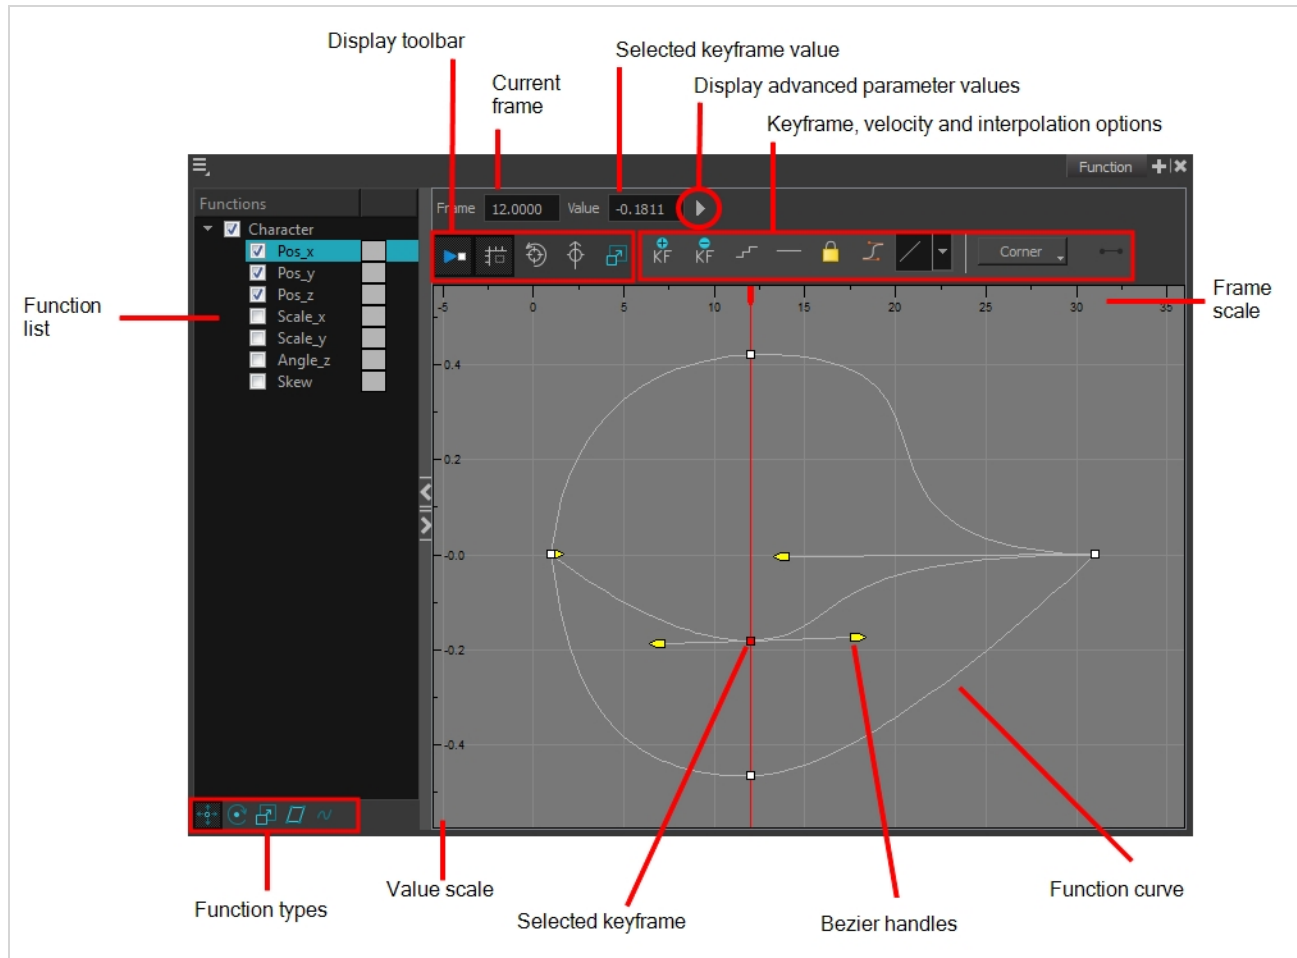 Display toolbar
Selected keyframe value
Current
frame
Display advanced parameter values
Keyframe, velocity and interpolation options
Function
Functions
Frame 12.0000 Value -0.1811
Character
Pos_x
Pos_y
Pos_z
Scale_x
Scale_y
Angle_z
Skew
KF KF Corner
Function
list
Frame
scale
-5 0 5 10 15 20 25 30 35
0.4
0.2
-0.0
-0.2
-0.4
Function types
Value scale
Selected keyframe
Bezier handles
Function curve